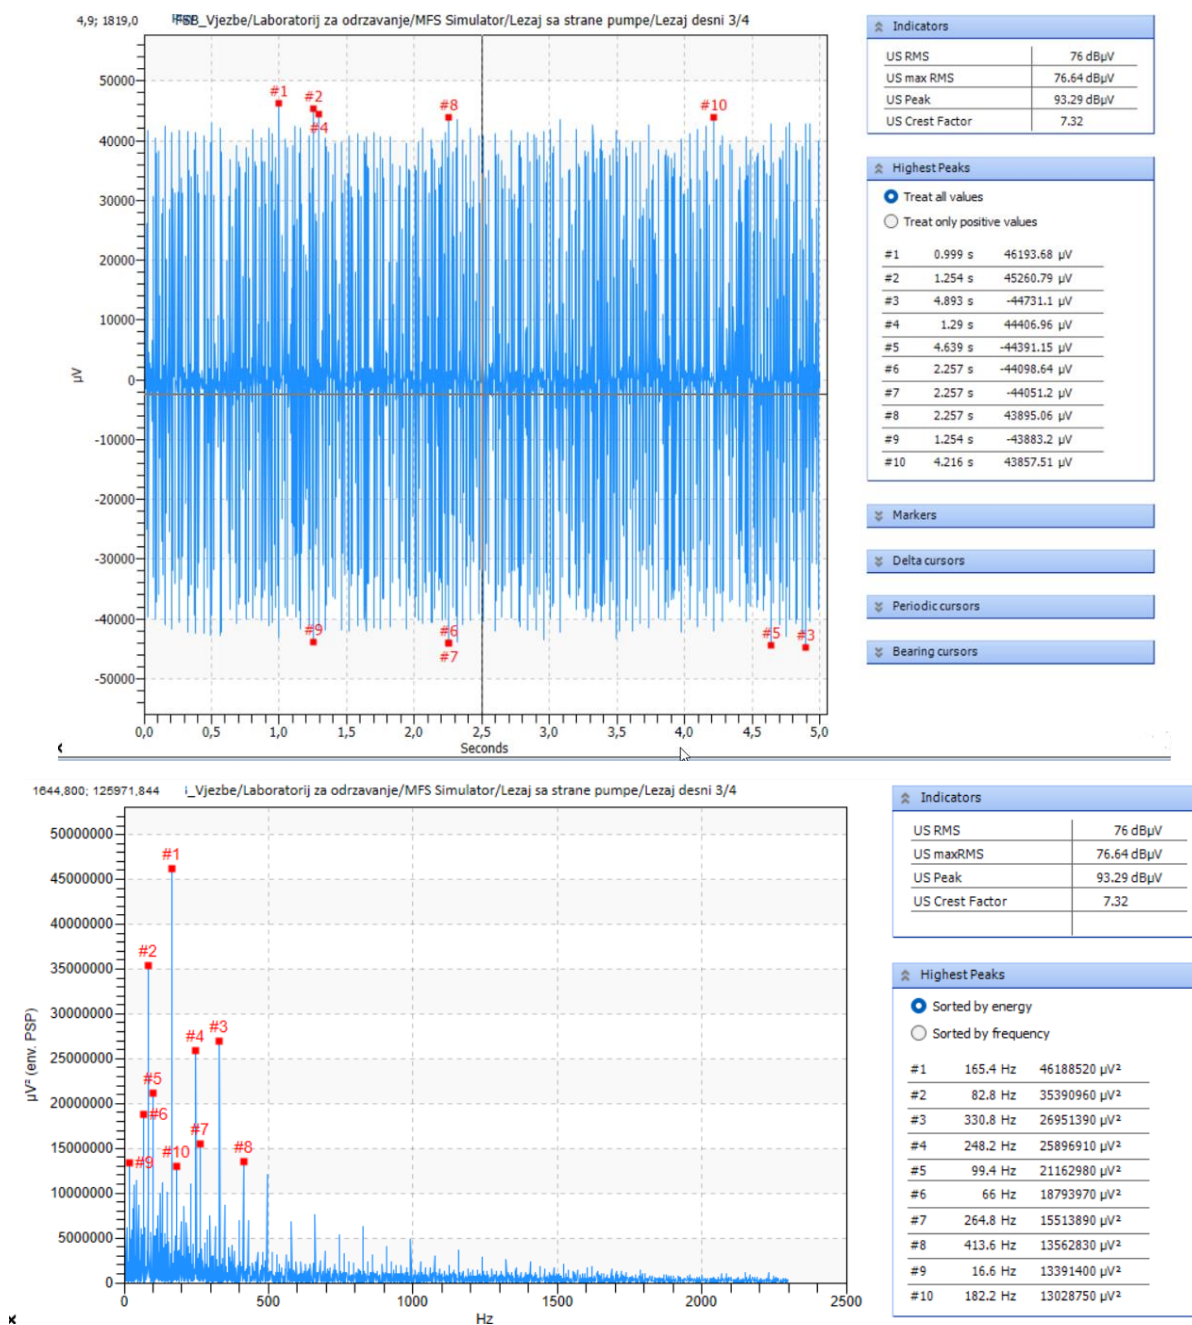 4,9; 1819,0 FSB_Vjezbe/Laboratorij za odrzavanje/MFS Simulator/Lezaj sa strane pumpe/Lezaj desni 3/4
50000
40000
30000
20000
10000
0
-10000
-20000
-30000
-40000
-50000
µV
#1
#2
#4
#8
#10
#9
#6
#7
#5
#3
0,0 0,5 1,0 1,5 2,0 2,5 3,0 3,5 4,0 4,5 5,0
Seconds
Indicators
US RMS 76 dBµV
US max RMS 76.64 dBµV
US Peak 93.29 dBµV
US Crest Factor 7.32
Highest Peaks
Treat all values
Treat only positive values
#1 0.999 s 46193.68 µV
#2 1.254 s 45260.79 µV
#3 4.893 s -44731.1 µV
#4 1.29 s 44406.96 µV
#5 4.639 s -44391.15 µV
#6 2.257 s -44098.64 µV
#7 2.257 s -44051.2 µV
#8 2.257 s 43895.06 µV
#9 1.254 s -43883.2 µV
#10 4.216 s 43857.51 µV
Markers
Delta cursors
Periodic cursors
Bearing cursors
1644,800; 125971,844 _Vjezbe/Laboratorij za odrzavanje/MFS Simulator/Lezaj sa strane pumpe/Lezaj desni 3/4
50000000
45000000
40000000
35000000
30000000
25000000
20000000
15000000
10000000
5000000
0
µV² (env. PSP)
#1
#2
#3
#4
#5
#6
#7
#8
#10
#9
0 500 1000 1500 2000 2500
Hz
Indicators
US RMS 76 dBµV
US maxRMS 76.64 dBµV
US Peak 93.29 dBµV
US Crest Factor 7.32
Highest Peaks
Sorted by energy
Sorted by frequency
#1 165.4 Hz 46188520 µV²
#2 82.8 Hz 35390960 µV²
#3 330.8 Hz 26951390 µV²
#4 248.2 Hz 25896910 µV²
#5 99.4 Hz 21162980 µV²
#6 66 Hz 18793970 µV²
#7 264.8 Hz 15513890 µV²
#8 413.6 Hz 13562830 µV²
#9 16.6 Hz 13391400 µV²
#10 182.2 Hz 13028750 µV²